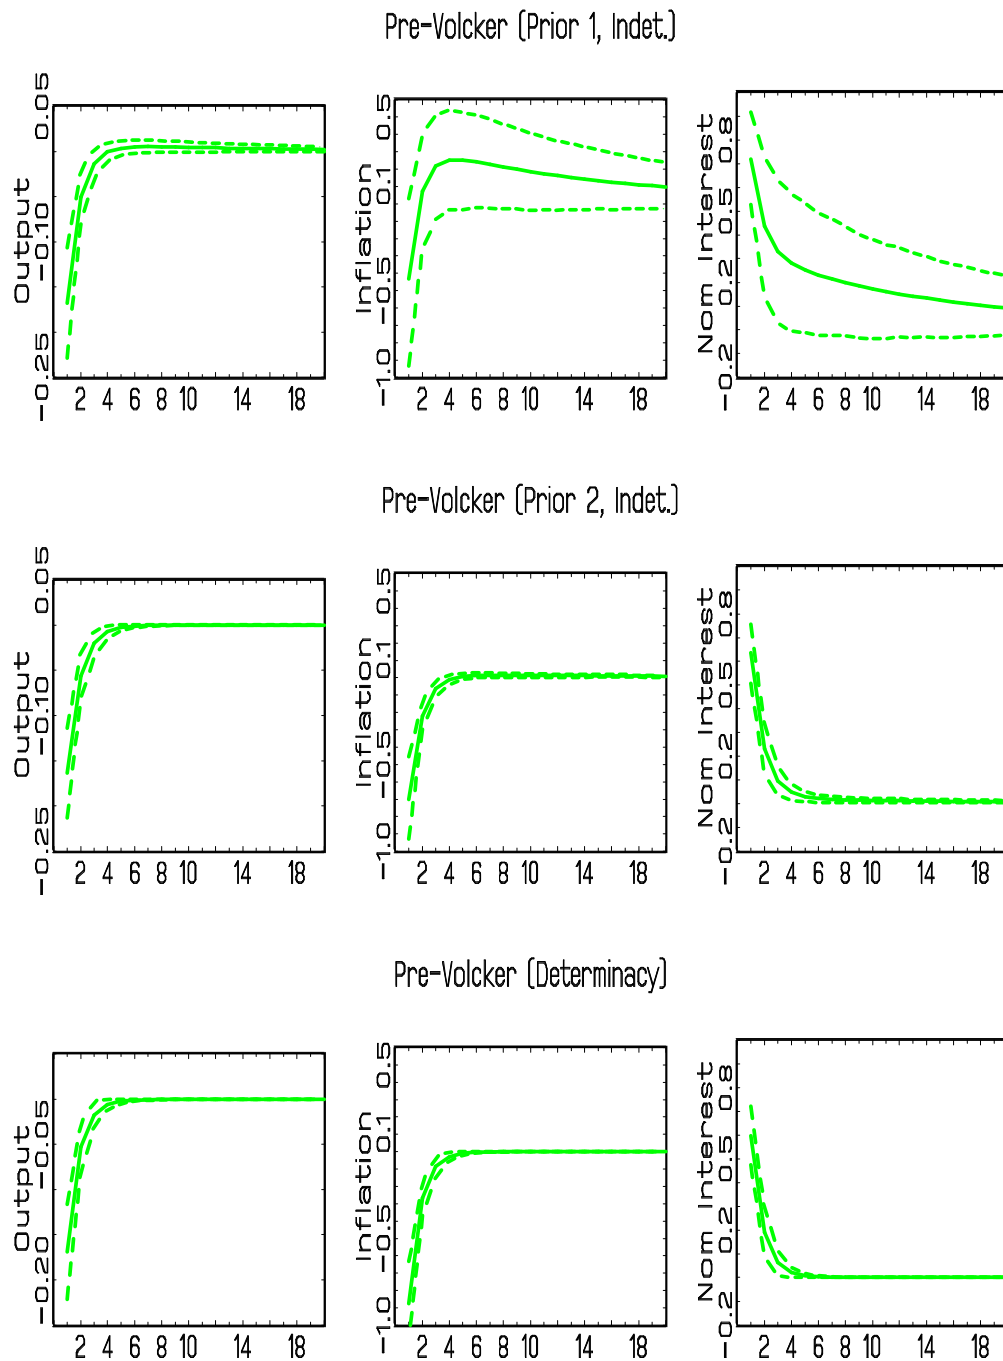 Pre-Volcker (Prior 1, Indet.)
Output
-0.25 -0.10 0.05
2 4 6 8 10 14 18
Inflation
-1.0 -0.5 0.1 0.5
2 4 6 8 10 14 18
Nom Interest
-0.2 0.2 0.5 0.8
2 4 6 8 10 14 18
Pre-Volcker (Prior 2, Indet.)
Output
-0.25 -0.10 0.05
2 4 6 8 10 14 18
Inflation
-1.0 -0.5 0.1 0.5
2 4 6 8 10 14 18
Nom Interest
-0.2 0.2 0.5 0.8
2 4 6 8 10 14 18
Pre-Volcker (Determinacy)
Output
-0.20 -0.05
2 4 6 8 10 14 18
Inflation
-1.0 -0.5 0.1 0.5
2 4 6 8 10 14 18
Nom Interest
-0.2 0.2 0.5 0.8
2 4 6 8 10 14 18